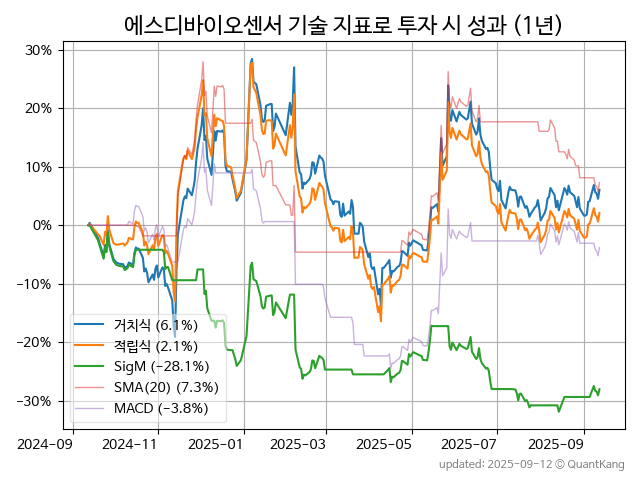 에스디바이오센서 기술 지표로 투자 시 성과 (1년)
30%
20%
10%
0%
−10%
−20%
−30%
거치식 (6.1%)
적립식 (2.1%)
SigM (−28.1%)
SMA(20) (7.3%)
MACD (−3.8%)
2024-09
2024-11
2025-01
2025-03
2025-05
2025-07
2025-09
updated: 2025-09-12 © QuantKang